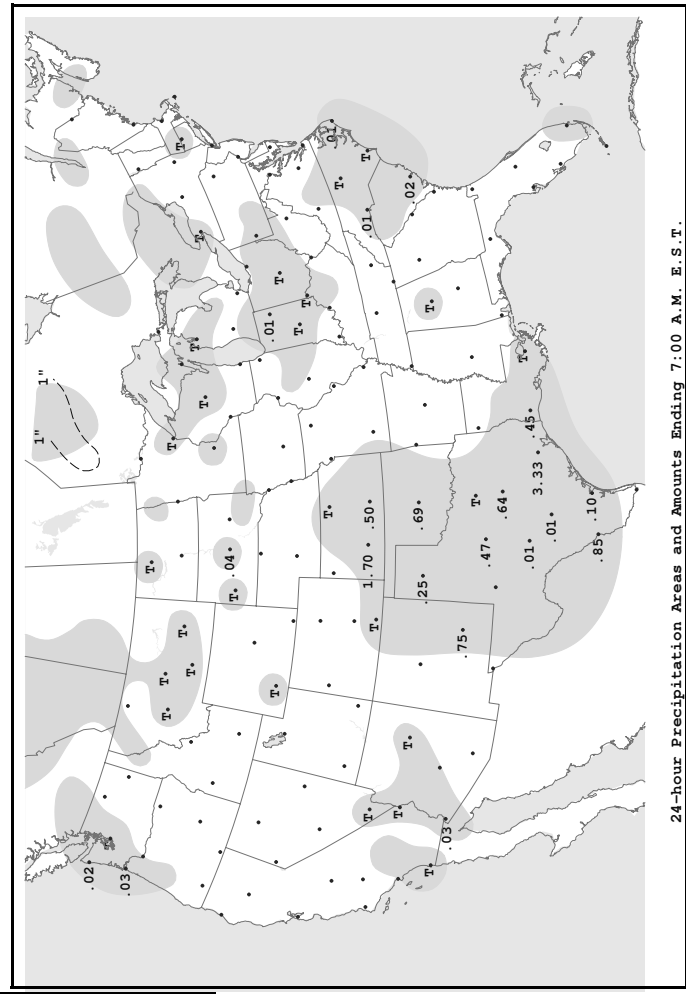 1" 1"
.02
.03
T T T T
T T
T T T
T T
T .04
T T .01
T T
T T .01
T T 1.70 .50 .01 T
T T .25 .69 T .02
T .03
.75 T
.47 .64
.01 3.33 .45 T
.01
.85 .10
24-hour Precipitation Areas and Amounts Ending 7:00 A.M. E.S.T.